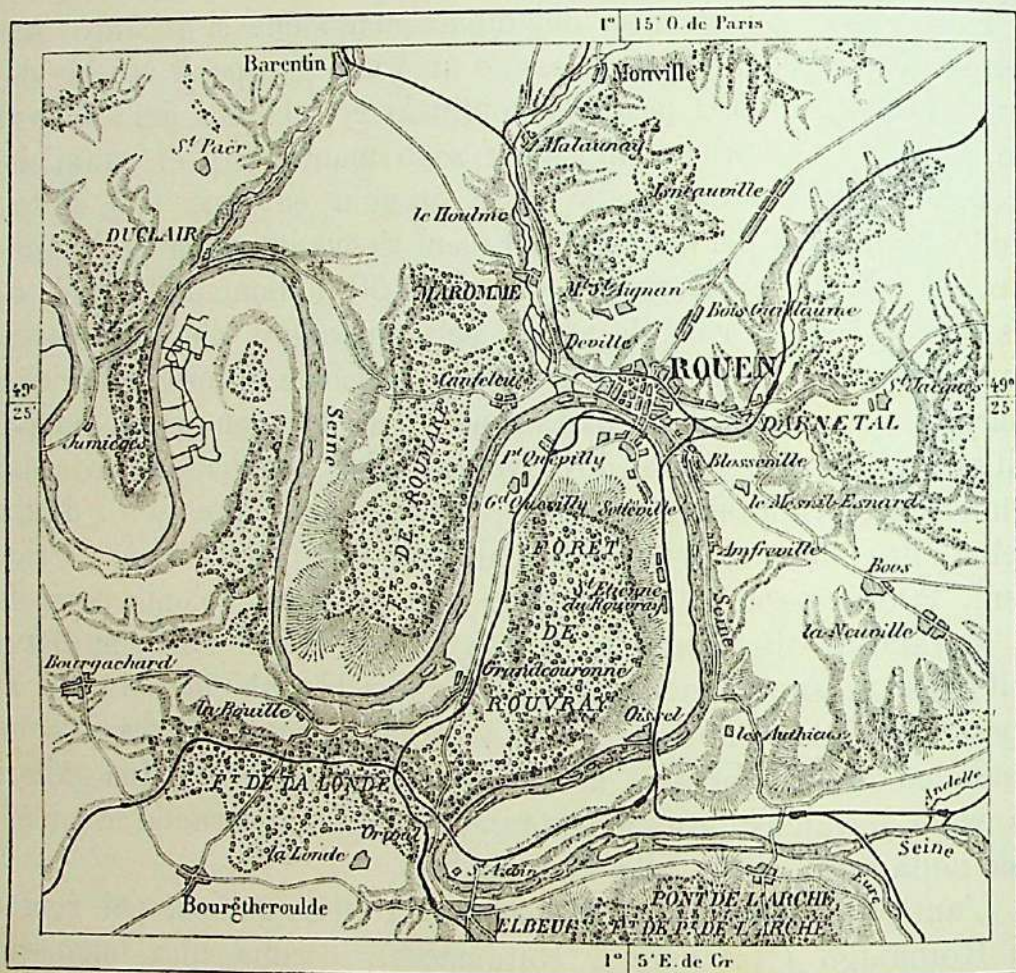 1° 15' O. de Paris
Barentin
Monville
St. Paër
Malaunay
Isneauville
le Houlme
DUCLAIR
MAROMME
Mt. St. Aignan
Bois Guillaume
Deville
ROUEN
Canteleu
St. Jacques
49°
25'
49°
25'
DARNETAL
Jumièges
Seine
Pt. Quevilly
Blosseville
Gd. Quevilly
Sotteville
le Mesnil-Esnard
Ft. DE ROUMARE
FORET
Amfreville
St. Etienne
du Rouvray
Boos
Seine
DE
la Neuville
Bourgachard
Grandcouronne
ROUVRAY
la Bouille
Oissel
les Authieux
Ft. DE LA LONDE
Andelle
Orival
la Londe
Seine
St. Aubin
Eure
Bourgtheroulde
PONT DE L'ARCHE
ELBEUF
Ft. DE Pt. DE L'ARCHE
1° 5' E. de Gr